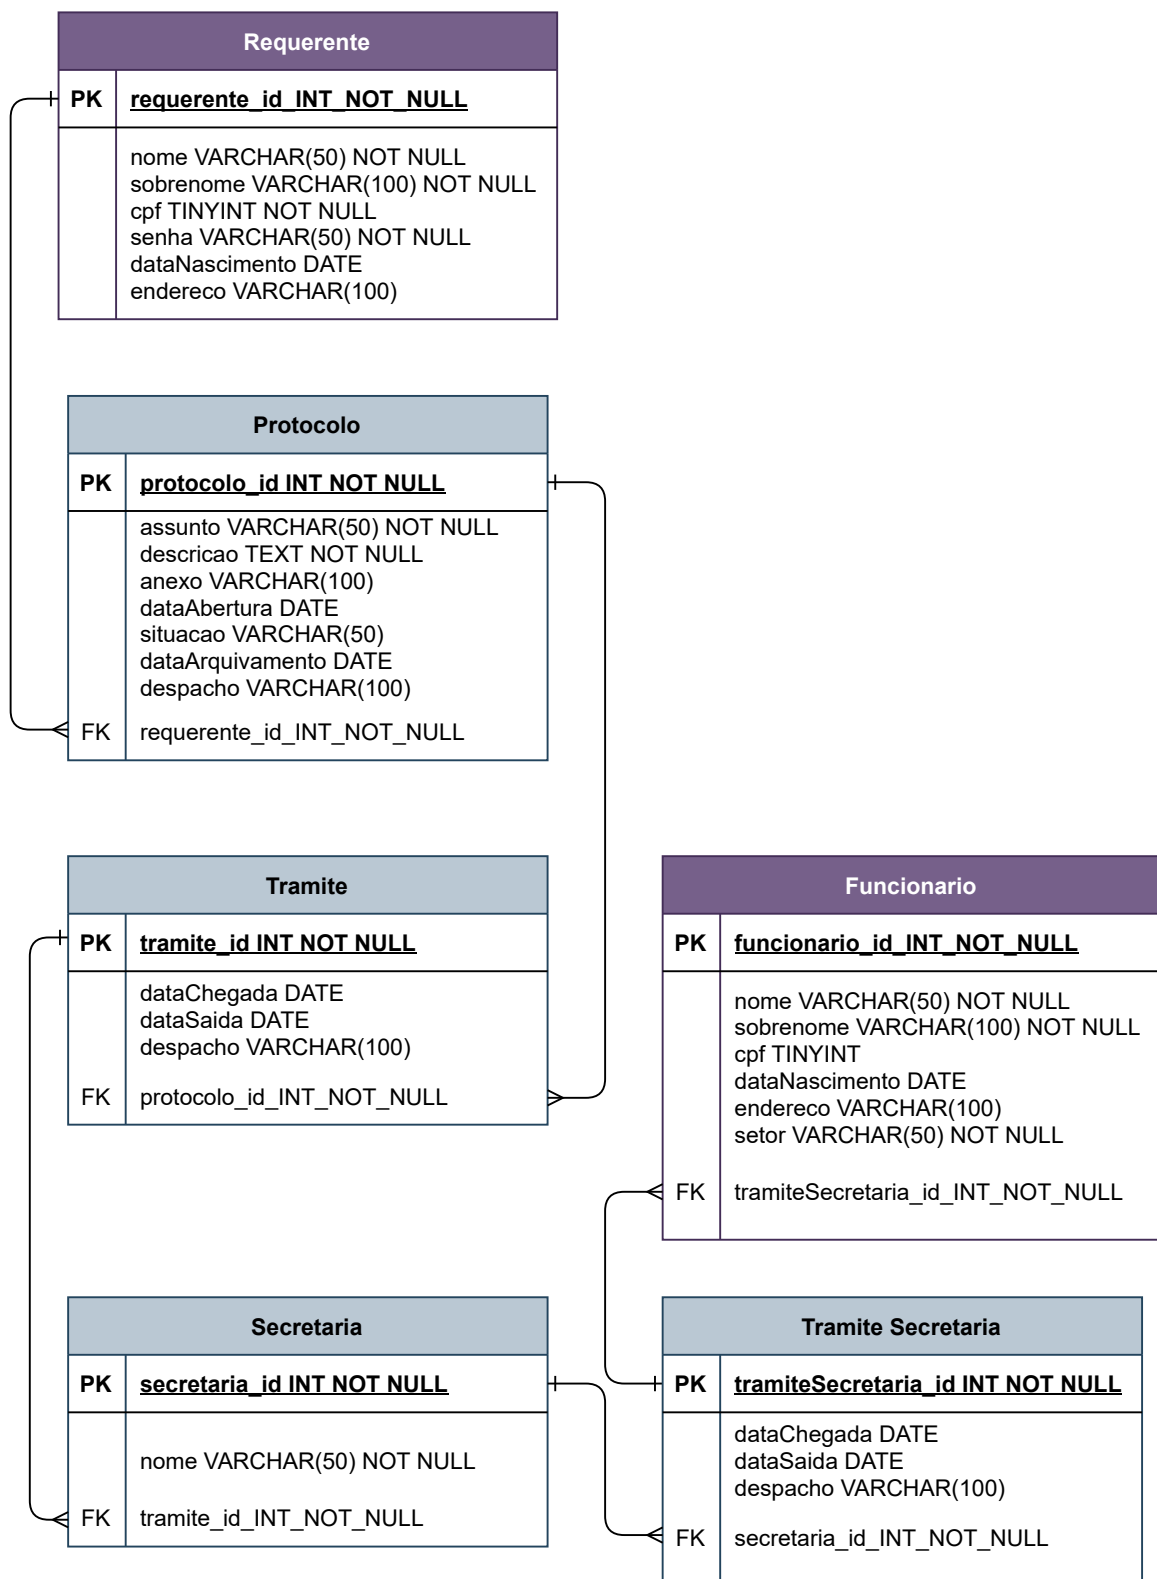 Requerente
PK requerente_id_INT_NOT_NULL
nome VARCHAR(50) NOT NULL
sobrenome VARCHAR(100) NOT NULL
cpf TINYINT NOT NULL
senha VARCHAR(50) NOT NULL
dataNascimento DATE
endereco VARCHAR(100)
Protocolo
PK protocolo_id INT NOT NULL
assunto VARCHAR(50) NOT NULL
descricao TEXT NOT NULL
anexo VARCHAR(100)
dataAbertura DATE
situacao VARCHAR(50)
dataArquivamento DATE
despacho VARCHAR(100)
FK requerente_id_INT_NOT_NULL
Tramite
PK tramite_id INT NOT NULL
dataChegada DATE
dataSaida DATE
despacho VARCHAR(100)
FK protocolo_id_INT_NOT_NULL
Funcionario
PK funcionario_id_INT_NOT_NULL
nome VARCHAR(50) NOT NULL
sobrenome VARCHAR(100) NOT NULL
cpf TINYINT
dataNascimento DATE
endereco VARCHAR(100)
setor VARCHAR(50) NOT NULL
FK tramiteSecretaria_id_INT_NOT_NULL
Secretaria
PK secretaria_id INT NOT NULL
nome VARCHAR(50) NOT NULL
FK tramite_id_INT_NOT_NULL
Tramite Secretaria
PK tramiteSecretaria_id INT NOT NULL
dataChegada DATE
dataSaida DATE
despacho VARCHAR(100)
FK secretaria_id_INT_NOT_NULL